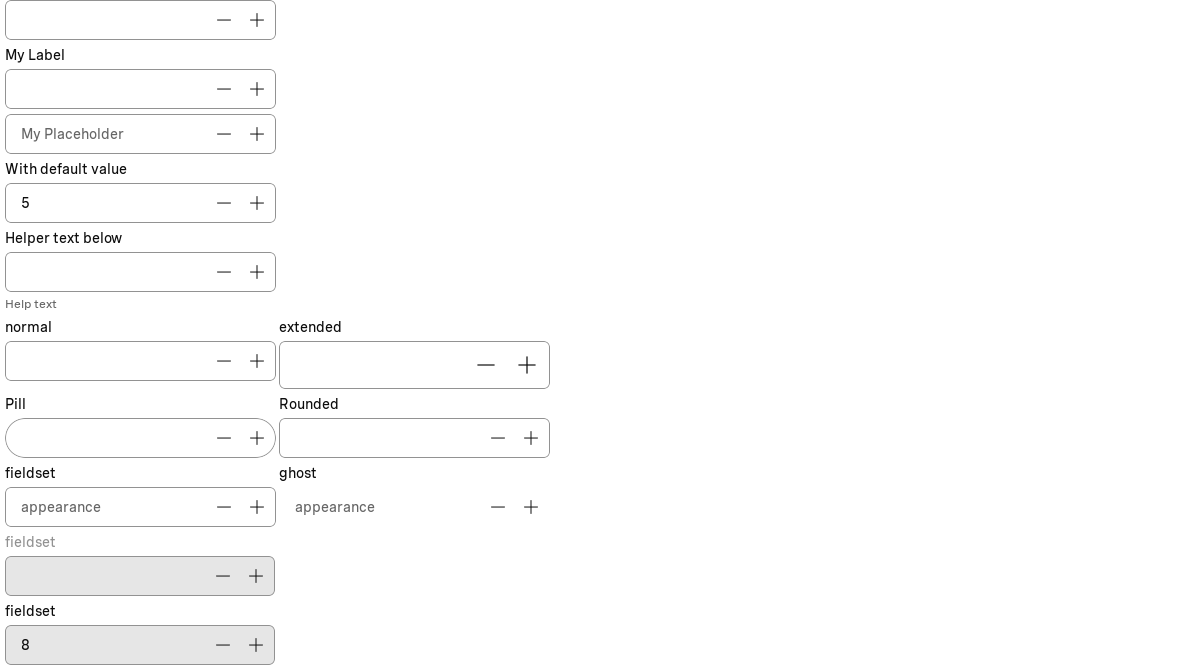 My Label
My Placeholder
With default value
5
Helper text below
Help text
normal extended
Pill Rounded
fieldset ghost
appearance appearance
fieldset
fieldset
8